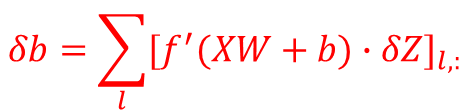 δb = ∑_l [f′(XW + b) · δZ]_{l,:}